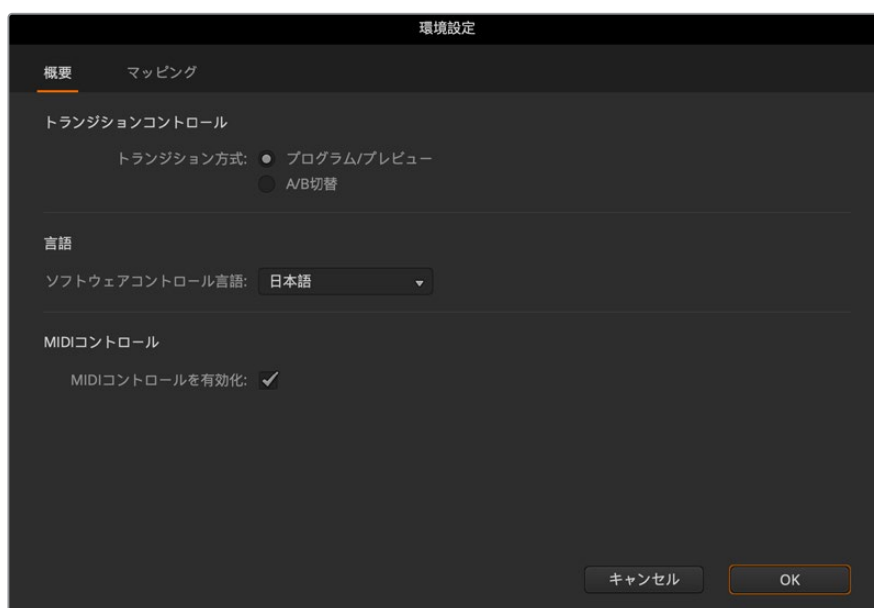 環境設定
概要 マッピング
トランジションコントロール
トランジション方式: プログラム/プレビュー
A/B切替
言語
ソフトウェアコントロール言語: 日本語
MIDIコントロール
MIDIコントロールを有効化:
キャンセル OK